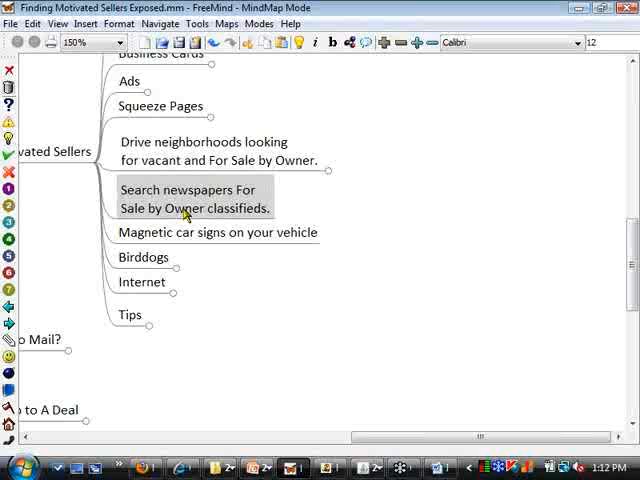 Finding Motivated Sellers Exposed.mm - FreeMind - MindMap Mode
File Edit View Insert Format Navigate Tools Maps Modes Help
150%
Calibri
12
Business Cards
Ads
Squeeze Pages
Drive neighborhoods looking
for vacant and For Sale by Owner.
vated Sellers
Search newspapers For
Sale by Owner classifieds.
Magnetic car signs on your vehicle
Birddogs
Internet
Tips
o Mail?
o to A Deal
1:12 PM